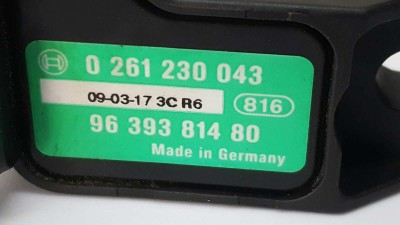 0 261 230 043
09-03-17 3C R6 816
96 393 814 80
Made in Germany